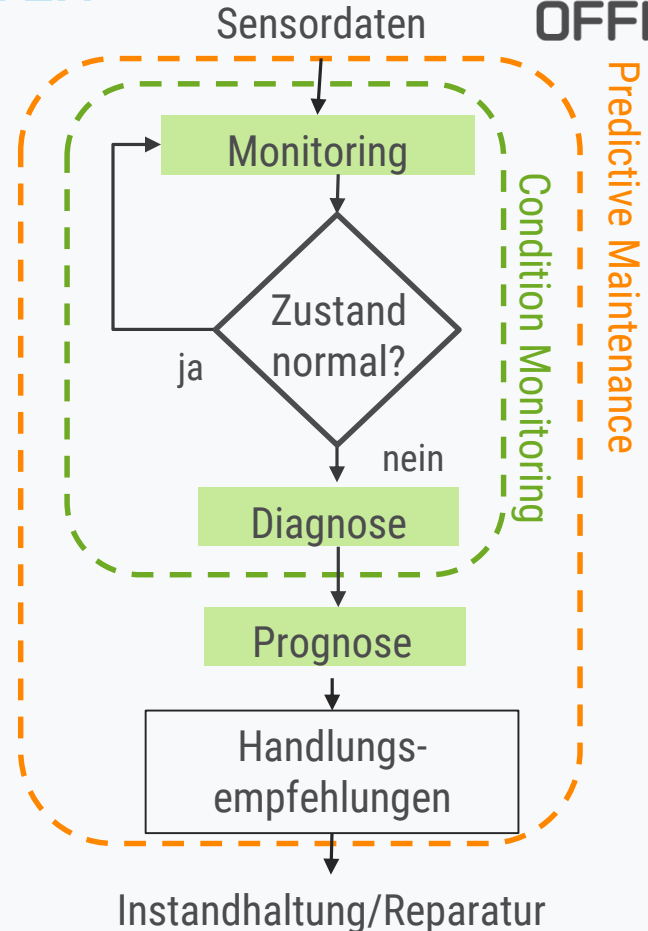 Sensordaten
Monitoring
Zustand
normal?
ja
nein
Diagnose
Prognose
Handlungs-
empfehlungen
Instandhaltung/Reparatur
Condition Monitoring
Predictive Maintenance